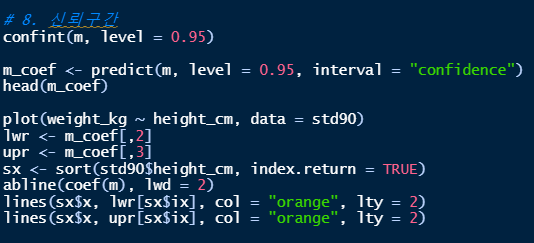 # 8. 신뢰구간
confint(m, level = 0.95)
m_coef <- predict(m, level = 0.95, interval = "confidence")
head(m_coef)
plot(weight_kg ~ height_cm, data = std90)
lwr <- m_coef[,2]
upr <- m_coef[,3]
sx <- sort(std90$height_cm, index.return = TRUE)
abline(coef(m), lwd = 2)
lines(sx$x, lwr[sx$ix], col = "orange", lty = 2)
lines(sx$x, upr[sx$ix], col = "orange", lty = 2)